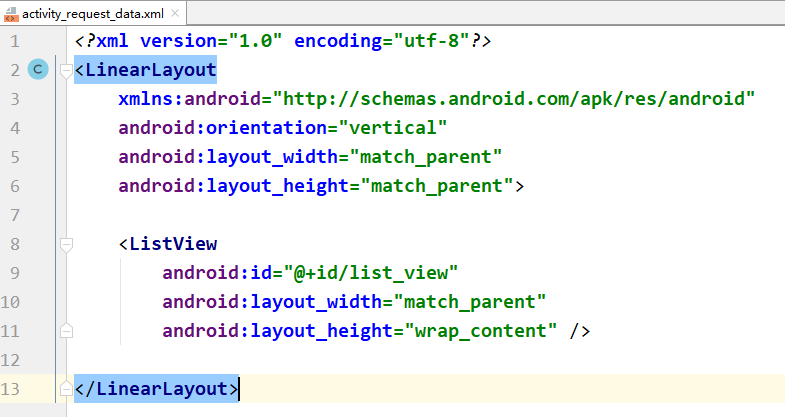 activity_request_data.xml
1 <?xml version="1.0" encoding="utf-8"?>
2 C <LinearLayout
3 xmlns:android="http://schemas.android.com/apk/res/android"
4 android:orientation="vertical"
5 android:layout_width="match_parent"
6 android:layout_height="match_parent">
7
8 <ListView
9 android:id="@+id/list_view"
10 android:layout_width="match_parent"
11 android:layout_height="wrap_content" />
12
13 </LinearLayout>